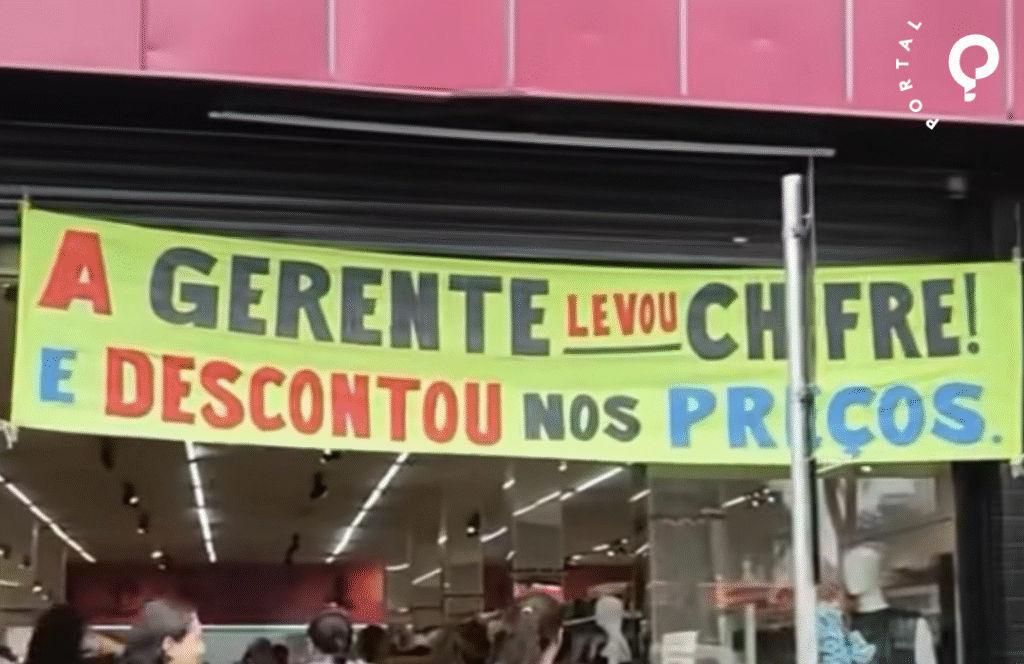 PORTAL
A GERENTE LEVOU CHIFRE!
E DESCONTOU NOS PREÇOS.